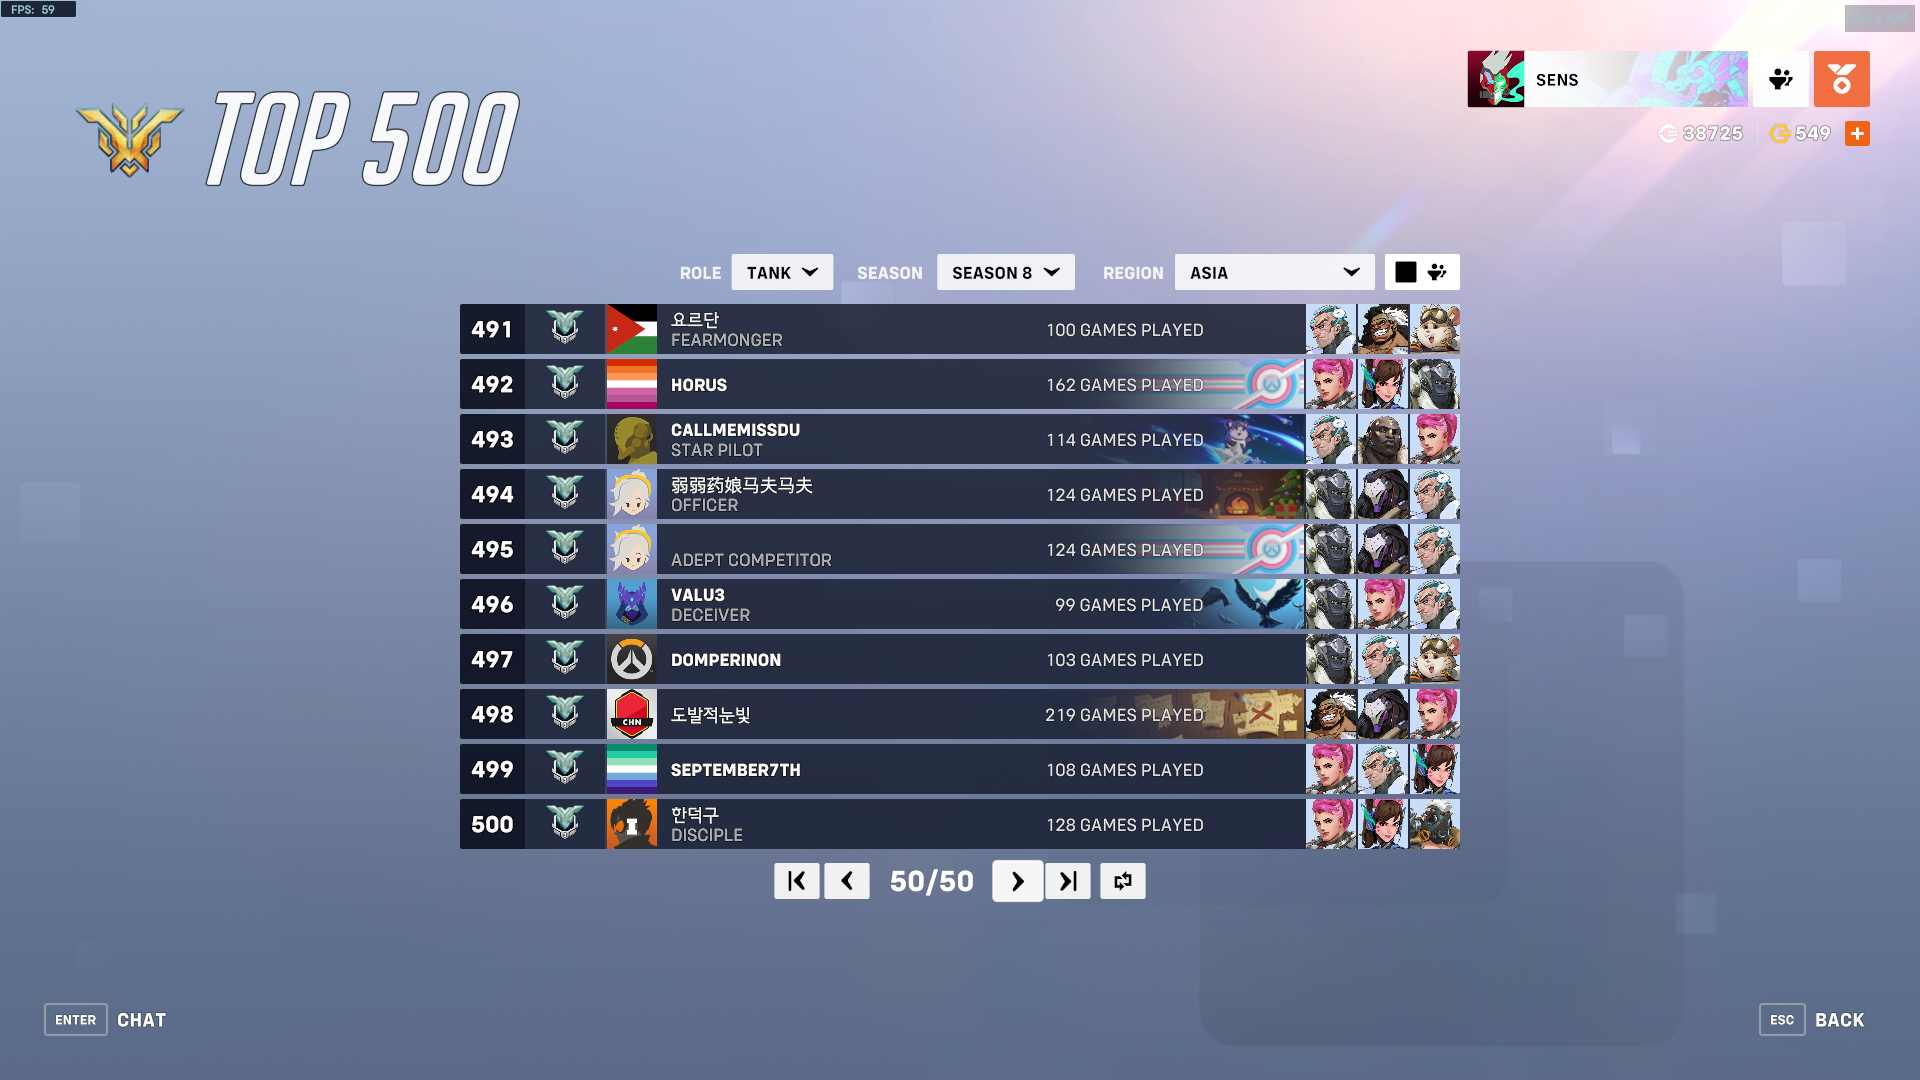 FPS: 59
TOP 500
SENS
38725
549
ROLE TANK SEASON SEASON 8 REGION ASIA
491 요르단 100 GAMES PLAYED
FEARMONGER
492 HORUS 162 GAMES PLAYED
493 CALLMEMISSDU 114 GAMES PLAYED
STAR PILOT
494 弱弱药娘马夫马夫 124 GAMES PLAYED
OFFICER
495 124 GAMES PLAYED
ADEPT COMPETITOR
496 VALU3 99 GAMES PLAYED
DECEIVER
497 DOMPERINON 103 GAMES PLAYED
498 CHN 도발적눈빛 219 GAMES PLAYED
499 SEPTEMBER7TH 108 GAMES PLAYED
500 I 한덕구 128 GAMES PLAYED
DISCIPLE
50/50
ENTER CHAT
ESC BACK